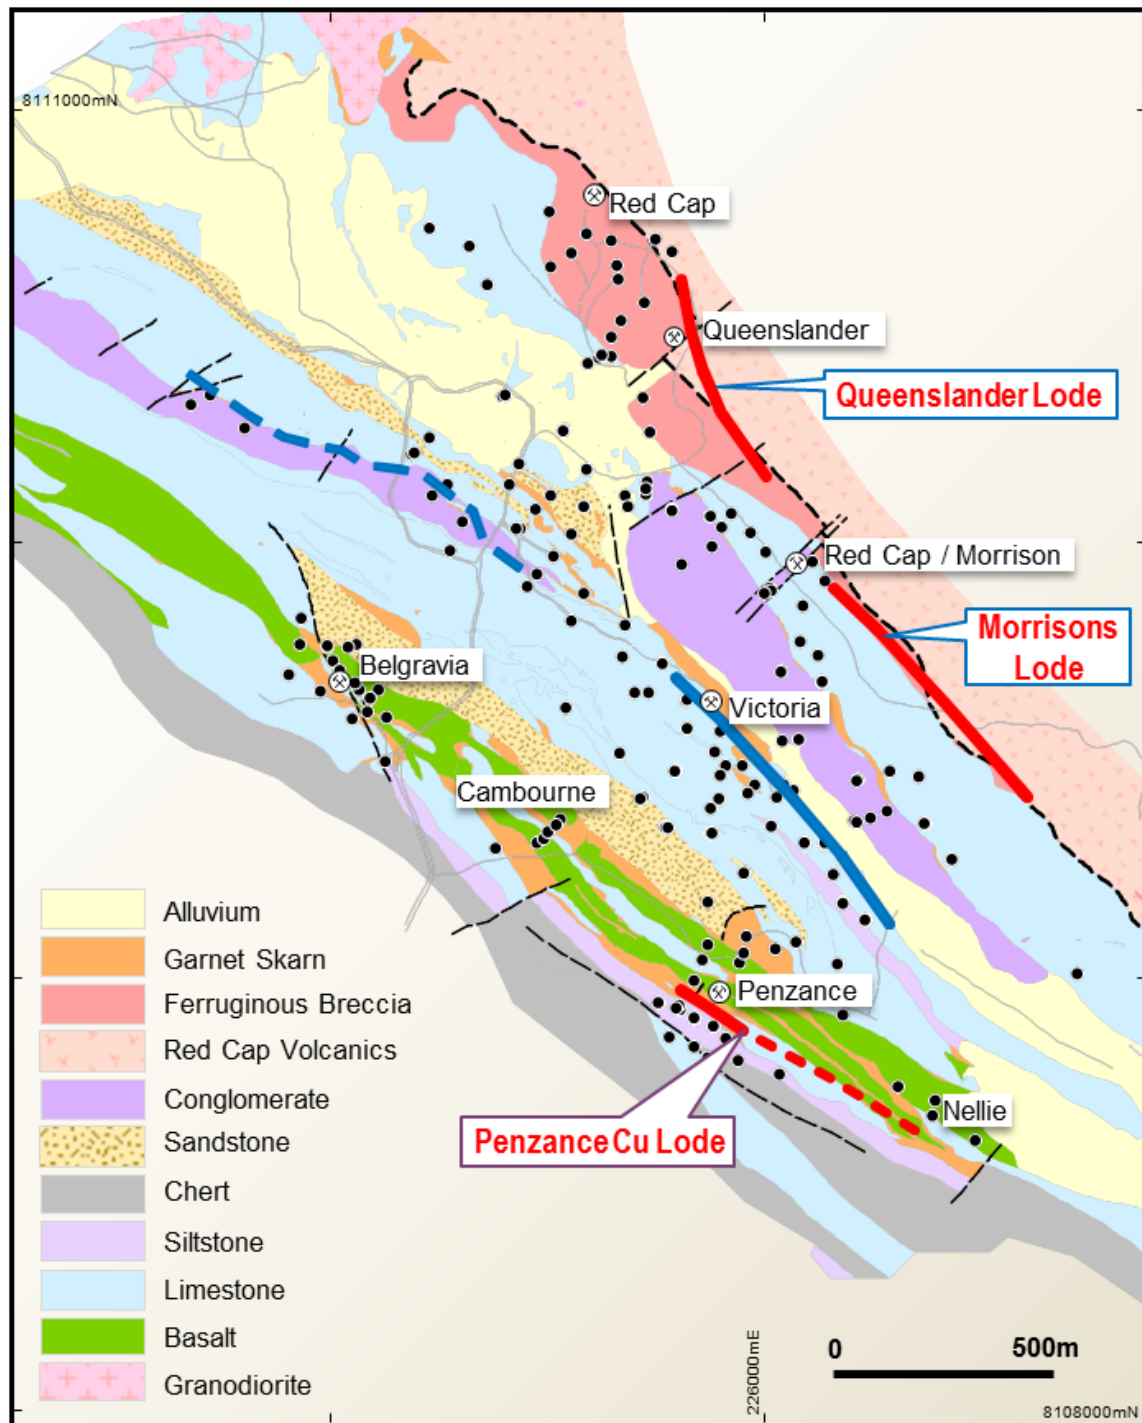 8111000mN
Red Cap
Queenslander
Queenslander Lode
Red Cap / Morrison
Morrisons
Lode
Belgravia
Victoria
Cambourne
Penzance
Nellie
Penzance Cu Lode
Alluvium
Garnet Skarn
Ferruginous Breccia
Red Cap Volcanics
Conglomerate
Sandstone
Chert
Siltstone
Limestone
Basalt
Granodiorite
226000mE
0 500m
8108000mN